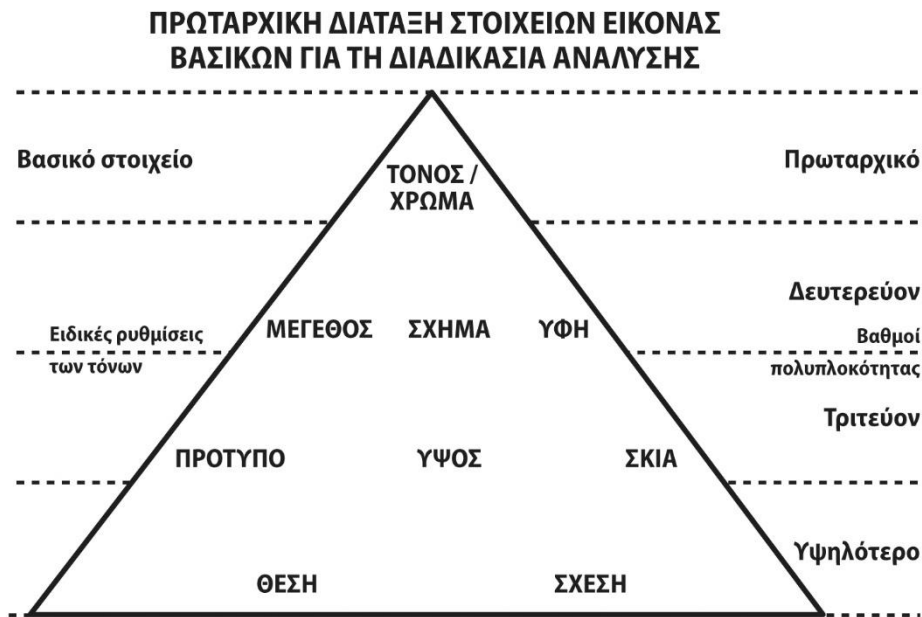 ΠΡΩΤΑΡΧΙΚΗ ΔΙΑΤΑΞΗ ΣΤΟΙΧΕΙΩΝ ΕΙΚΟΝΑΣ
ΒΑΣΙΚΩΝ ΓΙΑ ΤΗ ΔΙΑΔΙΚΑΣΙΑ ΑΝΑΛΥΣΗΣ
Βασικό στοιχείο
ΤΟΝΟΣ /
ΧΡΩΜΑ
Πρωταρχικό
Δευτερεύον
Ειδικές ρυθμίσεις
των τόνων
ΜΕΓΕΘΟΣ ΣΧΗΜΑ ΥΦΗ
Βαθμοί
πολυπλοκότητας
Τριτεύον
ΠΡΟΤΥΠΟ ΥΨΟΣ ΣΚΙΑ
Υψηλότερο
ΘΕΣΗ ΣΧΕΣΗ